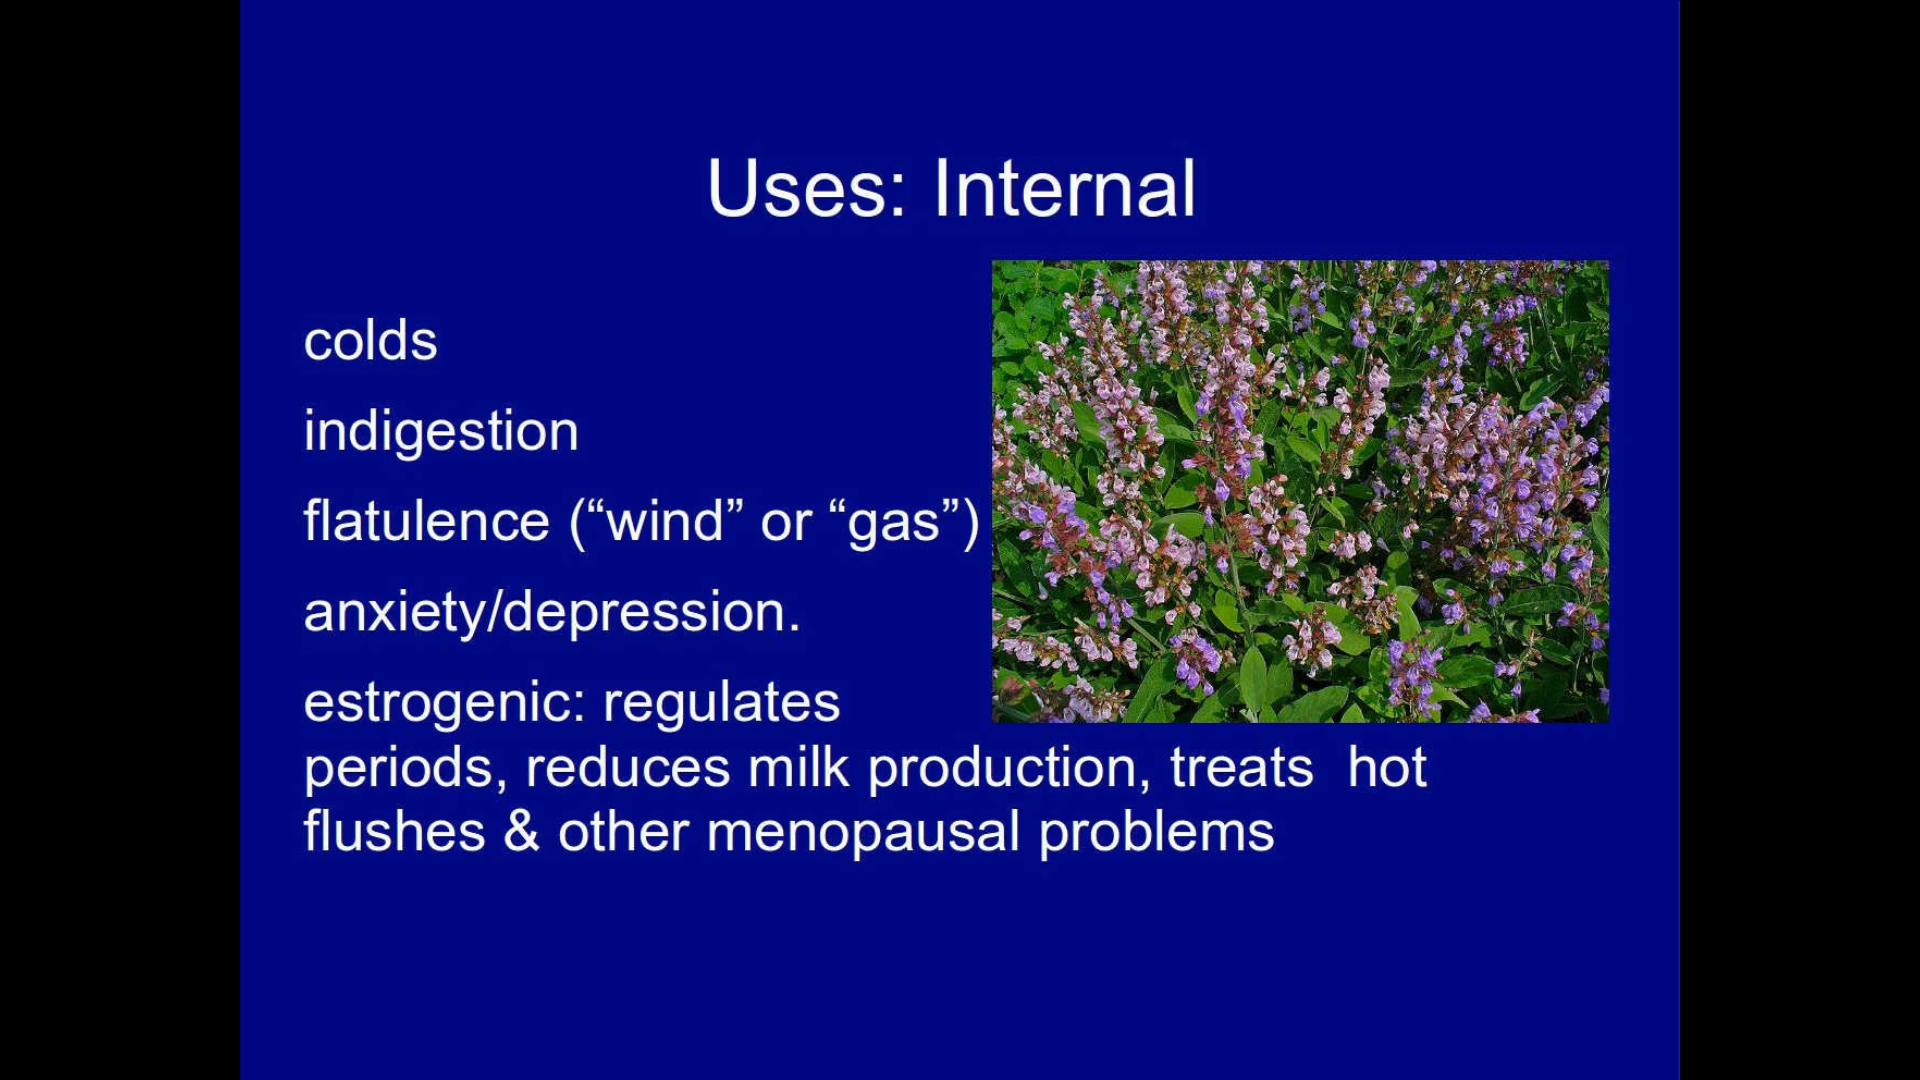 Uses: Internal
colds
indigestion
flatulence (“wind” or “gas”)
anxiety/depression.
estrogenic: regulates
periods, reduces milk production, treats  hot
flushes & other menopausal problems